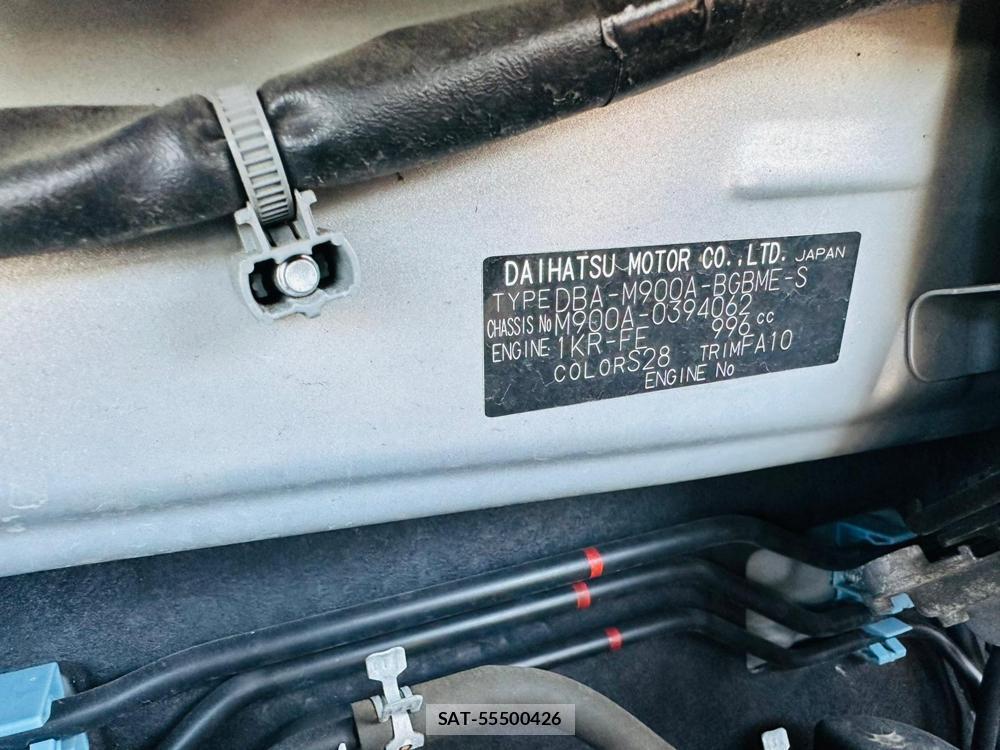 DAIHATSU MOTOR CO.,LTD. JAPAN
TYPE DBA-M900A-BGBME-S
CHASSIS No M900A-0394062
ENGINE 1KR-FE 996 cc
COLOR S28 TRIM FA10
ENGINE No
SAT-55500426